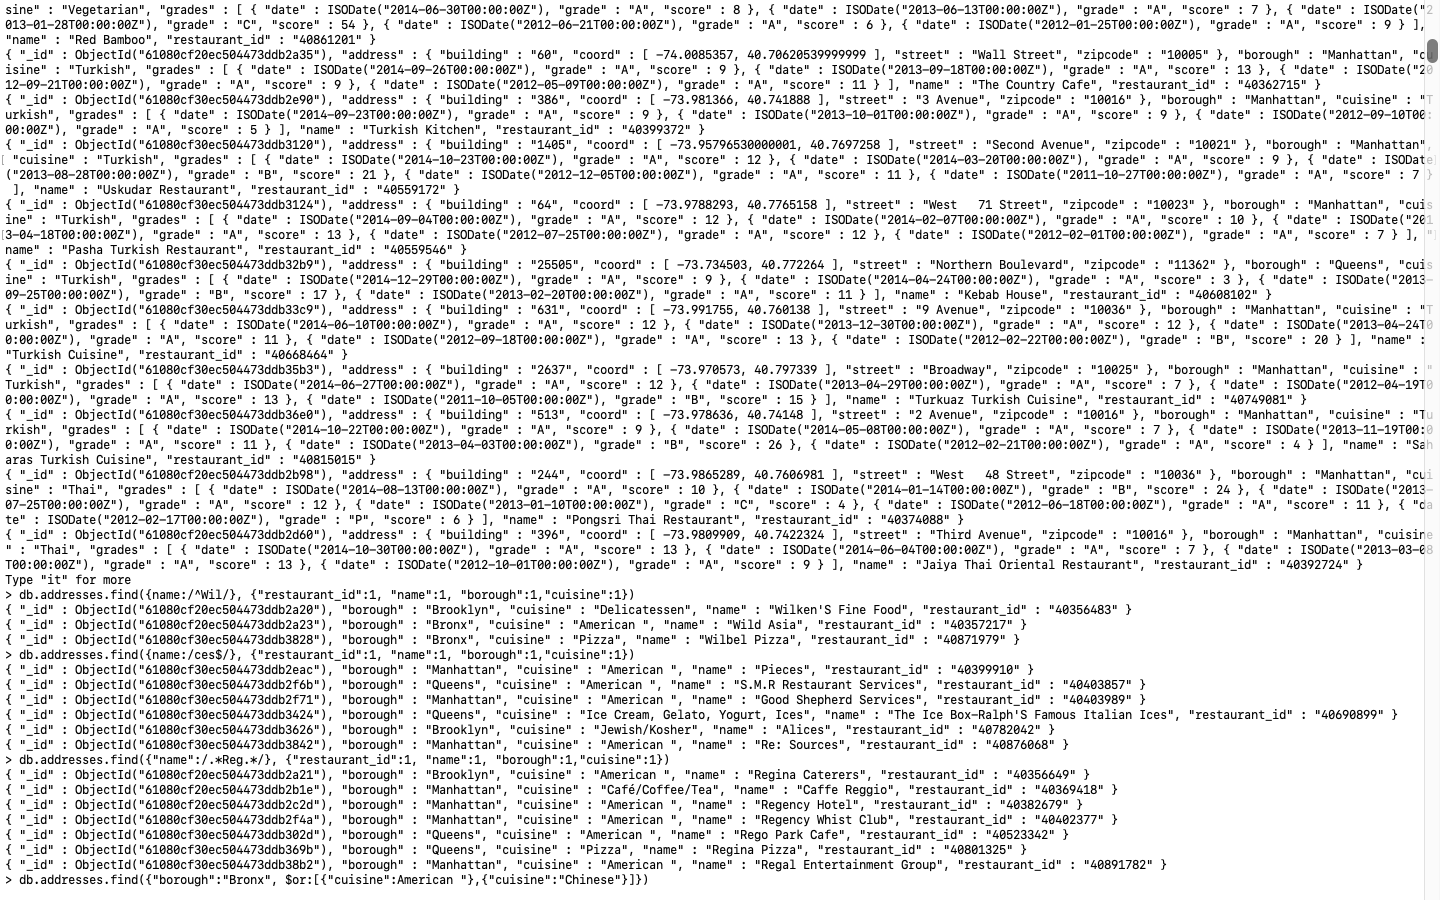 sine" : "Vegetarian", "grades" : [ { "date" : ISODate("2014-06-30T00:00:00Z"), "grade" : "A", "score" : 8 }, { "date" : ISODate("2013-06-13T00:00:00Z"), "grade" : "A", "score" : 7 }, { "date" : ISODate("2
013-01-28T00:00:00Z"), "grade" : "C", "score" : 54 }, { "date" : ISODate("2012-06-21T00:00:00Z"), "grade" : "A", "score" : 6 }, { "date" : ISODate("2012-01-25T00:00:00Z"), "grade" : "A", "score" : 9 } ],
"name" : "Red Bamboo", "restaurant_id" : "40861201" }
{ "_id" : ObjectId("61080cf20ec504473ddb2a35"), "address" : { "building" : "60", "coord" : [ -74.0085357, 40.70620539999999 ], "street" : "Wall Street", "zipcode" : "10005" }, "borough" : "Manhattan", "cu
isine" : "Turkish", "grades" : [ { "date" : ISODate("2014-09-26T00:00:00Z"), "grade" : "A", "score" : 9 }, { "date" : ISODate("2013-09-18T00:00:00Z"), "grade" : "A", "score" : 13 }, { "date" : ISODate("20
12-09-21T00:00:00Z"), "grade" : "A", "score" : 9 }, { "date" : ISODate("2012-05-09T00:00:00Z"), "grade" : "A", "score" : 11 } ], "name" : "The Country Cafe", "restaurant_id" : "40362715" }
{ "_id" : ObjectId("61080cf30ec504473ddb2e90"), "address" : { "building" : "386", "coord" : [ -73.981366, 40.741888 ], "street" : "3 Avenue", "zipcode" : "10016" }, "borough" : "Manhattan", "cuisine" : "T
urkish", "grades" : [ { "date" : ISODate("2014-09-23T00:00:00Z"), "grade" : "A", "score" : 9 }, { "date" : ISODate("2013-10-01T00:00:00Z"), "grade" : "A", "score" : 9 }, { "date" : ISODate("2012-09-10T00:
00:00Z"), "grade" : "A", "score" : 5 } ], "name" : "Turkish Kitchen", "restaurant_id" : "40399372" }
{ "_id" : ObjectId("61080cf30ec504473ddb3120"), "address" : { "building" : "1405", "coord" : [ -73.95796530000001, 40.7697258 ], "street" : "Second Avenue", "zipcode" : "10021" }, "borough" : "Manhattan",
"cuisine" : "Turkish", "grades" : [ { "date" : ISODate("2014-10-23T00:00:00Z"), "grade" : "A", "score" : 12 }, { "date" : ISODate("2014-03-20T00:00:00Z"), "grade" : "A", "score" : 9 }, { "date" : ISODate
("2013-08-28T00:00:00Z"), "grade" : "B", "score" : 21 }, { "date" : ISODate("2012-12-05T00:00:00Z"), "grade" : "A", "score" : 11 }, { "date" : ISODate("2011-10-27T00:00:00Z"), "grade" : "A", "score" : 7 }
], "name" : "Uskudar Restaurant", "restaurant_id" : "40559172" }
{ "_id" : ObjectId("61080cf30ec504473ddb3124"), "address" : { "building" : "64", "coord" : [ -73.9788293, 40.7765158 ], "street" : "West   71 Street", "zipcode" : "10023" }, "borough" : "Manhattan", "cuis
ine" : "Turkish", "grades" : [ { "date" : ISODate("2014-09-04T00:00:00Z"), "grade" : "A", "score" : 12 }, { "date" : ISODate("2014-02-07T00:00:00Z"), "grade" : "A", "score" : 10 }, { "date" : ISODate("201
3-04-18T00:00:00Z"), "grade" : "A", "score" : 13 }, { "date" : ISODate("2012-07-25T00:00:00Z"), "grade" : "A", "score" : 12 }, { "date" : ISODate("2012-02-01T00:00:00Z"), "grade" : "A", "score" : 7 } ], "
name" : "Pasha Turkish Restaurant", "restaurant_id" : "40559546" }
{ "_id" : ObjectId("61080cf30ec504473ddb32b9"), "address" : { "building" : "25505", "coord" : [ -73.734503, 40.772264 ], "street" : "Northern Boulevard", "zipcode" : "11362" }, "borough" : "Queens", "cuis
ine" : "Turkish", "grades" : [ { "date" : ISODate("2014-12-29T00:00:00Z"), "grade" : "A", "score" : 9 }, { "date" : ISODate("2014-04-24T00:00:00Z"), "grade" : "A", "score" : 3 }, { "date" : ISODate("2013-
09-25T00:00:00Z"), "grade" : "B", "score" : 17 }, { "date" : ISODate("2013-02-20T00:00:00Z"), "grade" : "A", "score" : 11 } ], "name" : "Kebab House", "restaurant_id" : "40608102" }
{ "_id" : ObjectId("61080cf30ec504473ddb33c9"), "address" : { "building" : "631", "coord" : [ -73.991755, 40.760138 ], "street" : "9 Avenue", "zipcode" : "10036" }, "borough" : "Manhattan", "cuisine" : "T
urkish", "grades" : [ { "date" : ISODate("2014-06-10T00:00:00Z"), "grade" : "A", "score" : 12 }, { "date" : ISODate("2013-12-30T00:00:00Z"), "grade" : "A", "score" : 12 }, { "date" : ISODate("2013-04-24T0
0:00:00Z"), "grade" : "A", "score" : 11 }, { "date" : ISODate("2012-09-18T00:00:00Z"), "grade" : "A", "score" : 13 }, { "date" : ISODate("2012-02-22T00:00:00Z"), "grade" : "B", "score" : 20 } ], "name" :
"Turkish Cuisine", "restaurant_id" : "40668464" }
{ "_id" : ObjectId("61080cf30ec504473ddb35b3"), "address" : { "building" : "2637", "coord" : [ -73.970573, 40.797339 ], "street" : "Broadway", "zipcode" : "10025" }, "borough" : "Manhattan", "cuisine" : "
Turkish", "grades" : [ { "date" : ISODate("2014-06-27T00:00:00Z"), "grade" : "A", "score" : 12 }, { "date" : ISODate("2013-04-29T00:00:00Z"), "grade" : "A", "score" : 7 }, { "date" : ISODate("2012-04-19T0
0:00:00Z"), "grade" : "A", "score" : 13 }, { "date" : ISODate("2011-10-05T00:00:00Z"), "grade" : "B", "score" : 15 } ], "name" : "Turkuaz Turkish Cuisine", "restaurant_id" : "40749081" }
{ "_id" : ObjectId("61080cf30ec504473ddb36e0"), "address" : { "building" : "513", "coord" : [ -73.978636, 40.74148 ], "street" : "2 Avenue", "zipcode" : "10016" }, "borough" : "Manhattan", "cuisine" : "Tu
rkish", "grades" : [ { "date" : ISODate("2014-10-22T00:00:00Z"), "grade" : "A", "score" : 9 }, { "date" : ISODate("2014-05-08T00:00:00Z"), "grade" : "A", "score" : 7 }, { "date" : ISODate("2013-11-19T00:0
0:00Z"), "grade" : "A", "score" : 11 }, { "date" : ISODate("2013-04-03T00:00:00Z"), "grade" : "B", "score" : 26 }, { "date" : ISODate("2012-02-21T00:00:00Z"), "grade" : "A", "score" : 4 } ], "name" : "Sah
aras Turkish Cuisine", "restaurant_id" : "40815015" }
{ "_id" : ObjectId("61080cf20ec504473ddb2b98"), "address" : { "building" : "244", "coord" : [ -73.9865289, 40.7606981 ], "street" : "West   48 Street", "zipcode" : "10036" }, "borough" : "Manhattan", "cui
sine" : "Thai", "grades" : [ { "date" : ISODate("2014-08-13T00:00:00Z"), "grade" : "A", "score" : 10 }, { "date" : ISODate("2014-01-14T00:00:00Z"), "grade" : "B", "score" : 24 }, { "date" : ISODate("2013-
07-25T00:00:00Z"), "grade" : "A", "score" : 12 }, { "date" : ISODate("2013-01-10T00:00:00Z"), "grade" : "C", "score" : 4 }, { "date" : ISODate("2012-06-18T00:00:00Z"), "grade" : "A", "score" : 11 }, { "da
te" : ISODate("2012-02-17T00:00:00Z"), "grade" : "P", "score" : 6 } ], "name" : "Pongsri Thai Restaurant", "restaurant_id" : "40374088" }
{ "_id" : ObjectId("61080cf20ec504473ddb2d60"), "address" : { "building" : "396", "coord" : [ -73.9809909, 40.7422324 ], "street" : "Third Avenue", "zipcode" : "10016" }, "borough" : "Manhattan", "cuisine
" : "Thai", "grades" : [ { "date" : ISODate("2014-10-30T00:00:00Z"), "grade" : "A", "score" : 13 }, { "date" : ISODate("2014-06-04T00:00:00Z"), "grade" : "A", "score" : 7 }, { "date" : ISODate("2013-03-08
T00:00:00Z"), "grade" : "A", "score" : 13 }, { "date" : ISODate("2012-10-01T00:00:00Z"), "grade" : "A", "score" : 9 } ], "name" : "Jaiya Thai Oriental Restaurant", "restaurant_id" : "40392724" }
Type "it" for more
> db.addresses.find({name:/^Wil/}, {"restaurant_id":1, "name":1, "borough":1,"cuisine":1})
{ "_id" : ObjectId("61080cf20ec504473ddb2a20"), "borough" : "Brooklyn", "cuisine" : "Delicatessen", "name" : "Wilken'S Fine Food", "restaurant_id" : "40356483" }
{ "_id" : ObjectId("61080cf20ec504473ddb2a23"), "borough" : "Bronx", "cuisine" : "American ", "name" : "Wild Asia", "restaurant_id" : "40357217" }
{ "_id" : ObjectId("61080cf30ec504473ddb3828"), "borough" : "Bronx", "cuisine" : "Pizza", "name" : "Wilbel Pizza", "restaurant_id" : "40871979" }
> db.addresses.find({name:/ces$/}, {"restaurant_id":1, "name":1, "borough":1,"cuisine":1})
{ "_id" : ObjectId("61080cf30ec504473ddb2eac"), "borough" : "Manhattan", "cuisine" : "American ", "name" : "Pieces", "restaurant_id" : "40399910" }
{ "_id" : ObjectId("61080cf30ec504473ddb2f6b"), "borough" : "Queens", "cuisine" : "American ", "name" : "S.M.R Restaurant Services", "restaurant_id" : "40403857" }
{ "_id" : ObjectId("61080cf30ec504473ddb2f71"), "borough" : "Manhattan", "cuisine" : "American ", "name" : "Good Shepherd Services", "restaurant_id" : "40403989" }
{ "_id" : ObjectId("61080cf30ec504473ddb3424"), "borough" : "Queens", "cuisine" : "Ice Cream, Gelato, Yogurt, Ices", "name" : "The Ice Box-Ralph'S Famous Italian Ices", "restaurant_id" : "40690899" }
{ "_id" : ObjectId("61080cf30ec504473ddb3626"), "borough" : "Brooklyn", "cuisine" : "Jewish/Kosher", "name" : "Alices", "restaurant_id" : "40782042" }
{ "_id" : ObjectId("61080cf30ec504473ddb3842"), "borough" : "Manhattan", "cuisine" : "American ", "name" : "Re: Sources", "restaurant_id" : "40876068" }
> db.addresses.find({"name":/.*Reg.*/}, {"restaurant_id":1, "name":1, "borough":1,"cuisine":1})
{ "_id" : ObjectId("61080cf20ec504473ddb2a21"), "borough" : "Brooklyn", "cuisine" : "American ", "name" : "Regina Caterers", "restaurant_id" : "40356649" }
{ "_id" : ObjectId("61080cf20ec504473ddb2b1e"), "borough" : "Manhattan", "cuisine" : "Café/Coffee/Tea", "name" : "Caffe Reggio", "restaurant_id" : "40369418" }
{ "_id" : ObjectId("61080cf20ec504473ddb2c2d"), "borough" : "Manhattan", "cuisine" : "American ", "name" : "Regency Hotel", "restaurant_id" : "40382679" }
{ "_id" : ObjectId("61080cf30ec504473ddb2f4a"), "borough" : "Manhattan", "cuisine" : "American ", "name" : "Regency Whist Club", "restaurant_id" : "40402377" }
{ "_id" : ObjectId("61080cf30ec504473ddb302d"), "borough" : "Queens", "cuisine" : "American ", "name" : "Rego Park Cafe", "restaurant_id" : "40523342" }
{ "_id" : ObjectId("61080cf30ec504473ddb369b"), "borough" : "Queens", "cuisine" : "Pizza", "name" : "Regina Pizza", "restaurant_id" : "40801325" }
{ "_id" : ObjectId("61080cf30ec504473ddb38b2"), "borough" : "Manhattan", "cuisine" : "American ", "name" : "Regal Entertainment Group", "restaurant_id" : "40891782" }
> db.addresses.find({"borough":"Bronx", $or:[{"cuisine":American "},{"cuisine":"Chinese"}]})